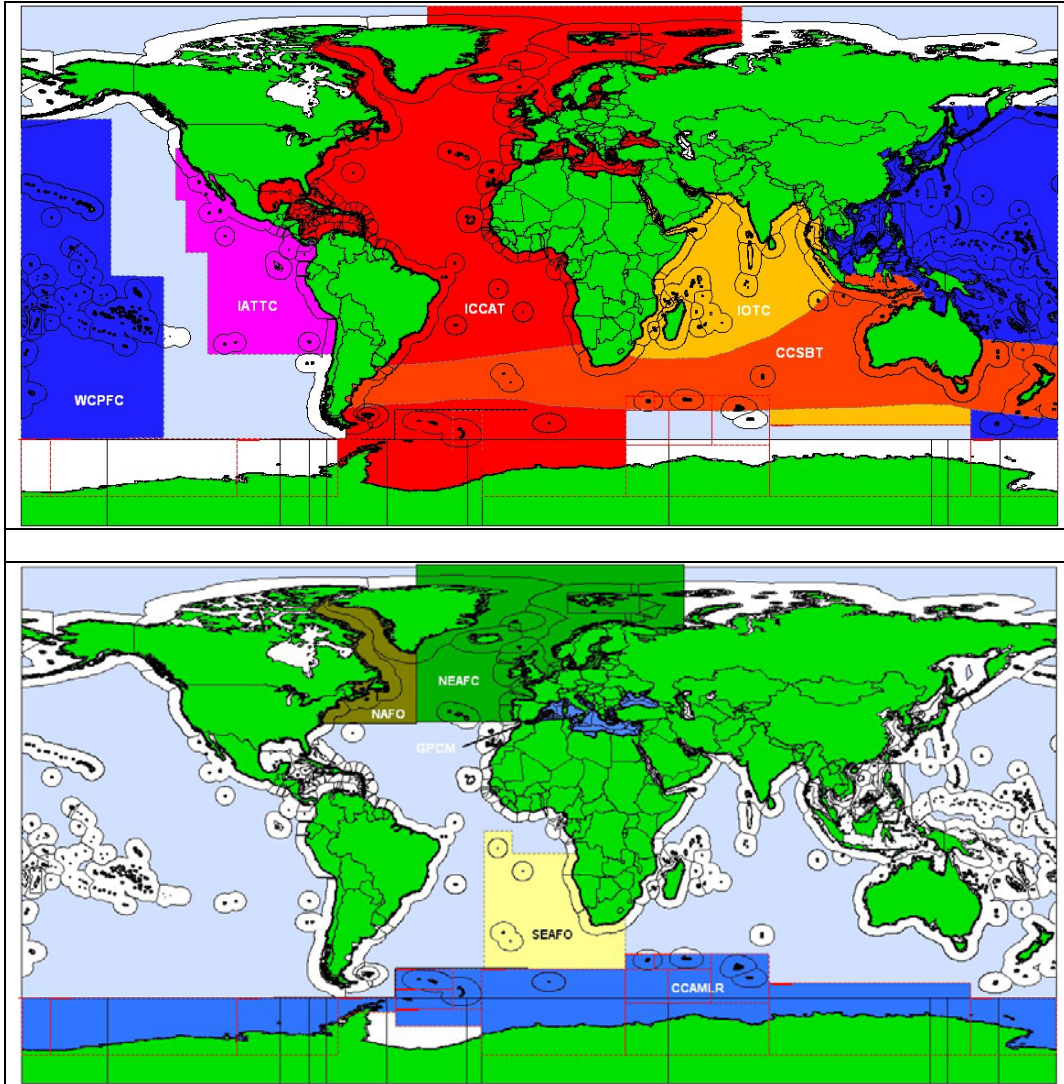 IATTC
ICCAT
IOTC
CCSBT
WCPFC
NEAFC
NAFO
GPCM
SEAFO
CCAMLR